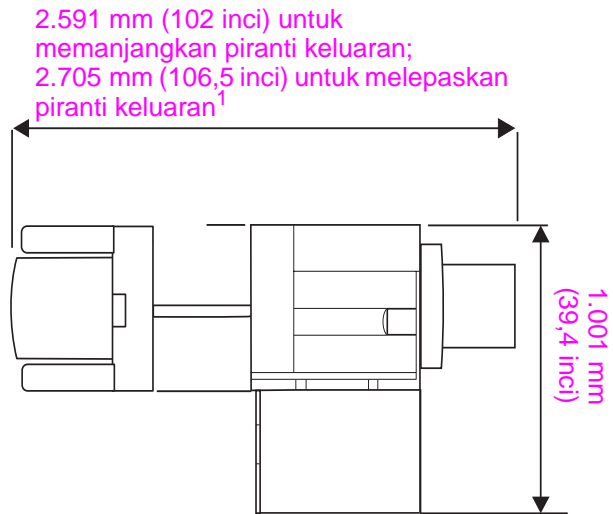 2.591 mm (102 inci) untuk
memanjangkan piranti keluaran;
2.705 mm (106,5 inci) untuk melepaskan
piranti keluaran¹
1.001 mm
(39,4 inci)